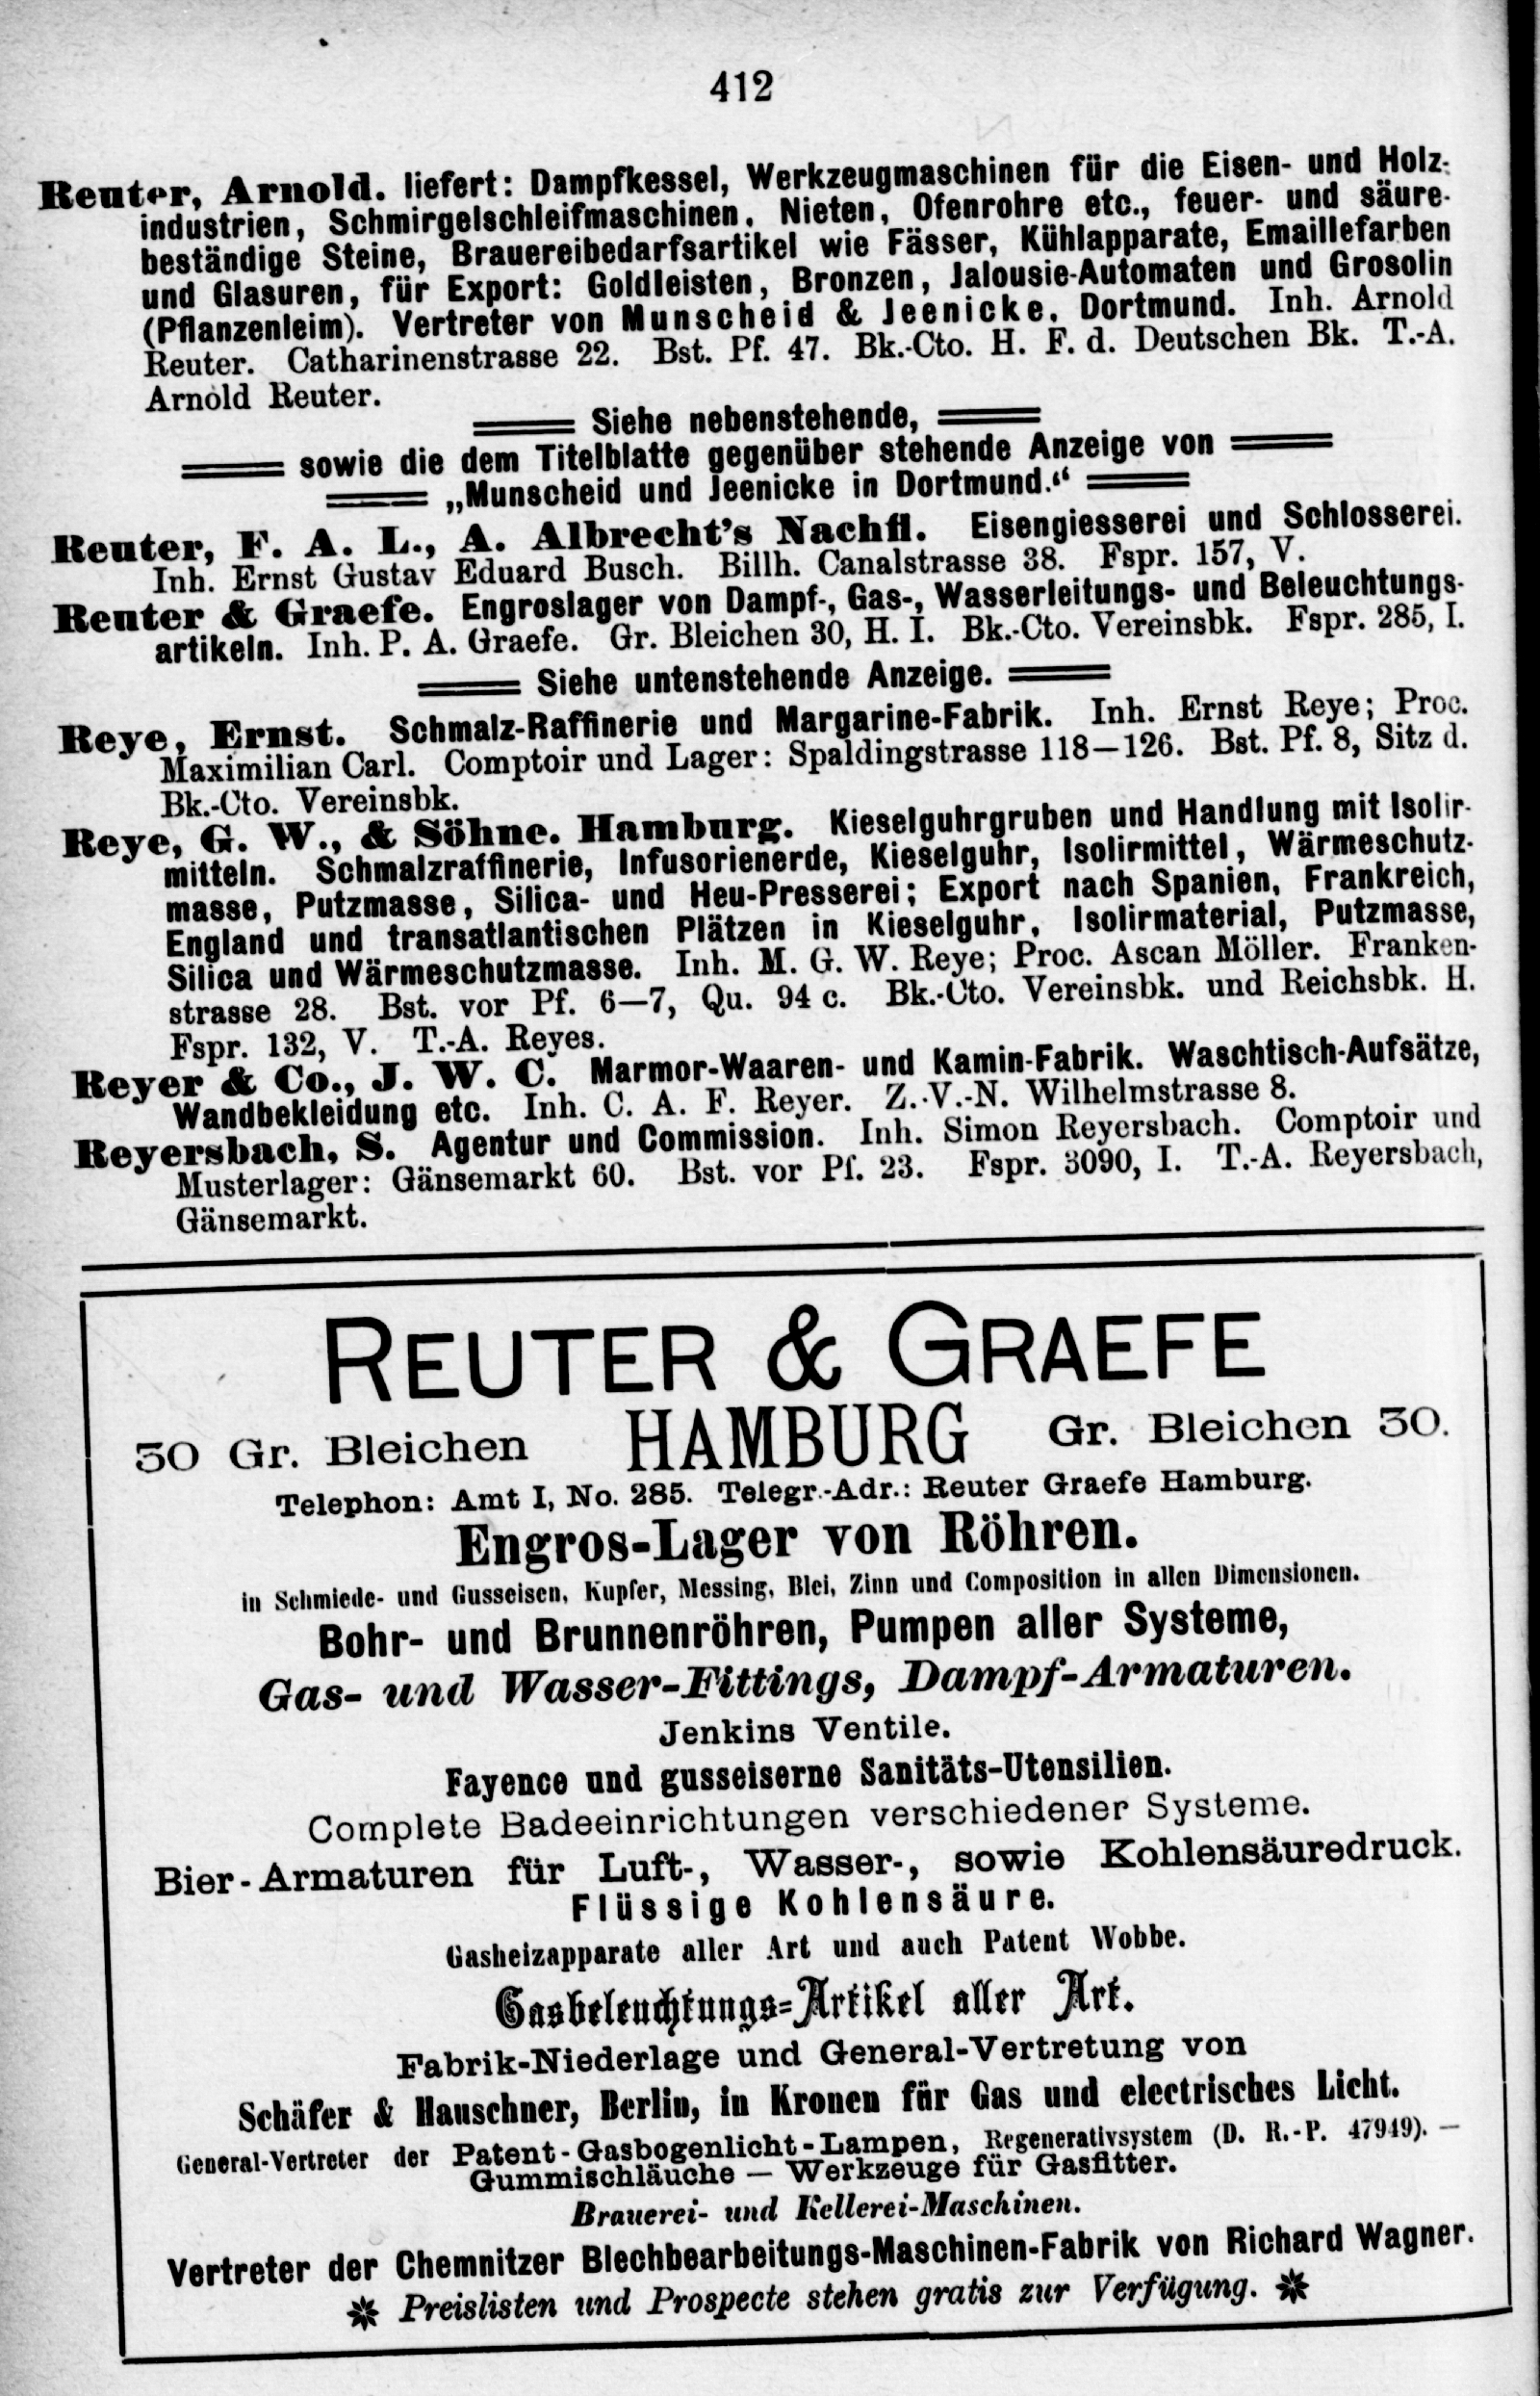 412
Reuter, Arnold. liefert: Dampfkessel, Werkzeugmaschinen für die Eisen- und Holz-
industrien, Schmirgelschleifmaschinen, Nieten, Ofenrohre etc., feuer- und säure-
beständige Steine, Brauereibedarfsartikel wie Fässer, Kühlapparate, Emaillefarben
und Glasuren, für Export: Goldleisten, Bronzen, Jalousie-Automaten und Grosolin
(Pflanzenleim). Vertreter von Munscheid & Jeenicke, Dortmund. Inh. Arnold
Reuter. Catharinenstrasse 22. Bst. Pf. 47. Bk.-Cto. H. F. d. Deutschen Bk. T.-A.
Arnold Reuter.
Siehe nebenstehende,
sowie die dem Titelblatte gegenüber stehende Anzeige von
„Munscheid und Jeenicke in Dortmund.“
Reuter, F. A. L., A. Albrecht's Nachfl. Eisengiesserei und Schlosserei.
Inh. Ernst Gustav Eduard Busch. Billh. Canalstrasse 38. Fspr. 157, V.
Reuter & Graefe. Engroslager von Dampf-, Gas-, Wasserleitungs- und Beleuchtungs-
artikeln. Inh. P. A. Graefe. Gr. Bleichen 30, H. I. Bk.-Cto. Vereinsbk. Fspr. 285, I.
Siehe untenstehende Anzeige.
Reye, Ernst. Schmalz-Raffinerie und Margarine-Fabrik. Inh. Ernst Reye; Proc.
Maximilian Carl. Comptoir und Lager: Spaldingstrasse 118—126. Bst. Pf. 8, Sitz d.
Bk.-Cto. Vereinsbk.
Reye, G. W., & Söhne. Hamburg. Kieselguhrgruben und Handlung mit Isolir-
mitteln. Schmalzraffinerie, Infusorienerde, Kieselguhr, Isolirmittel, Wärmeschutz-
masse, Putzmasse, Silica- und Heu-Presserei; Export nach Spanien, Frankreich,
England und transatlantischen Plätzen in Kieselguhr, Isolirmaterial, Putzmasse,
Silica und Wärmeschutzmasse. Inh. M. G. W. Reye; Proc. Ascan Möller. Franken-
strasse 28. Bst. vor Pf. 6—7, Qu. 94 c. Bk.-Cto. Vereinsbk. und Reichsbk. H.
Fspr. 132, V. T.-A. Reyes.
Reyer & Co., J. W. C. Marmor-Waaren- und Kamin-Fabrik. Waschtisch-Aufsätze,
Wandbekleidung etc. Inh. C. A. F. Reyer. Z.-V.-N. Wilhelmstrasse 8.
Reyersbach, S. Agentur und Commission. Inh. Simon Reyersbach. Comptoir und
Musterlager: Gänsemarkt 60. Bst. vor Pf. 23. Fspr. 3090, I. T.-A. Reyersbach,
Gänsemarkt.
REUTER & GRAEFE
30 Gr. Bleichen HAMBURG Gr. Bleichen 30.
Telephon: Amt I, No. 285. Telegr.-Adr.: Reuter Graefe Hamburg.
Engros-Lager von Röhren.
in Schmiede- und Gusseisen, Kupfer, Messing, Blei, Zinn und Composition in allen Dimensionen.
Bohr- und Brunnenröhren, Pumpen aller Systeme,
Gas- und Wasser-Fittings, Dampf-Armaturen.
Jenkins Ventile.
Fayence und gusseiserne Sanitäts-Utensilien.
Complete Badeeinrichtungen verschiedener Systeme.
Bier-Armaturen für Luft-, Wasser-, sowie Kohlensäuredruck.
Flüssige Kohlensäure.
Gasheizapparate aller Art und auch Patent Wobbe.
Gasbeleuchtungs-Artikel aller Art.
Fabrik-Niederlage und General-Vertretung von
Schäfer & Hauschner, Berlin, in Kronen für Gas und electrisches Licht.
General-Vertreter der Patent-Gasbogenlicht-Lampen, Regenerativsystem (D. R.-P. 47949). —
Gummischläuche — Werkzeuge für Gasfitter.
Brauerei- und Kellerei-Maschinen.
Vertreter der Chemnitzer Blechbearbeitungs-Maschinen-Fabrik von Richard Wagner.
Preislisten und Prospecte stehen gratis zur Verfügung.